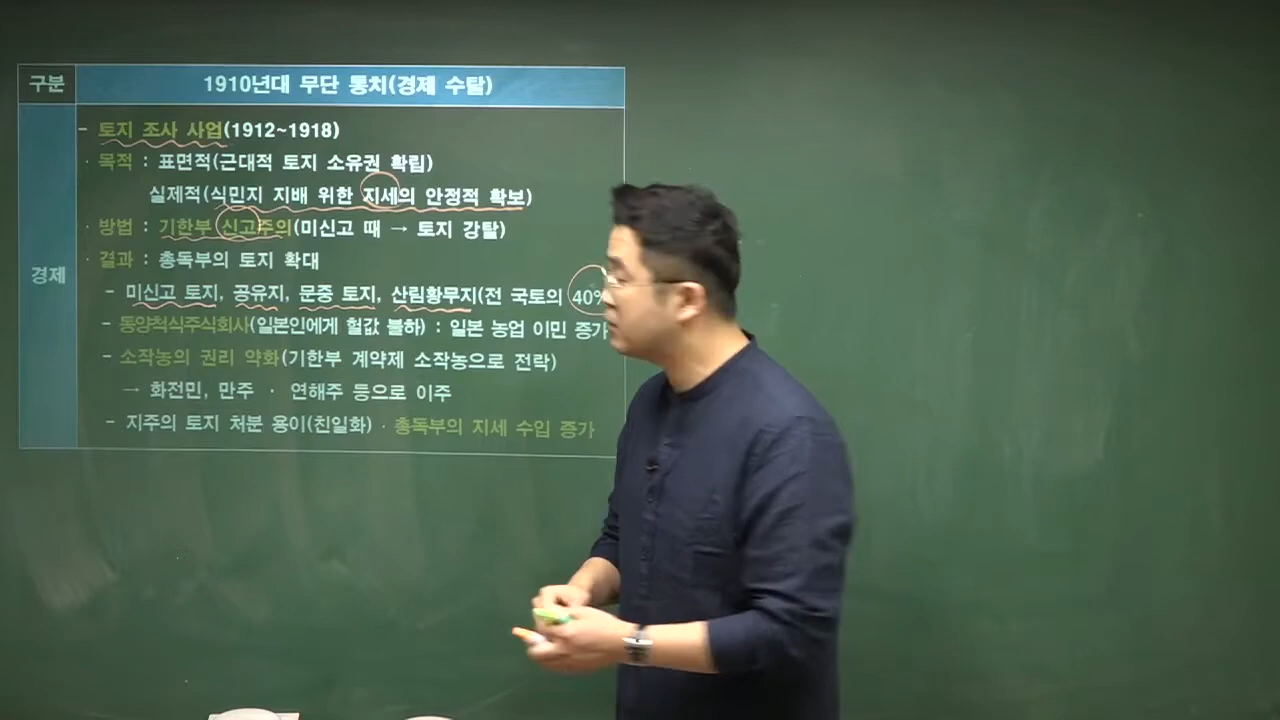 구분 1910년대 무단 통치(경제 수탈)
- 토지 조사 사업(1912~1918)
· 목적 : 표면적(근대적 토지 소유권 확립)
실제적(식민지 지배 위한 지세의 안정적 확보)
· 방법 : 기한부 신고주의(미신고 때 → 토지 강탈)
· 결과 : 총독부의 토지 확대
경제
- 미신고 토지, 공유지, 문중 토지, 산림황무지(전 국토의 40%
- 동양척식주식회사(일본인에게 헐값 불하) : 일본 농업 이민 증가
- 소작농의 권리 약화(기한부 계약제 소작농으로 전락)
→ 화전민, 만주 · 연해주 등으로 이주
- 지주의 토지 처분 용이(친일화) · 총독부의 지세 수입 증가